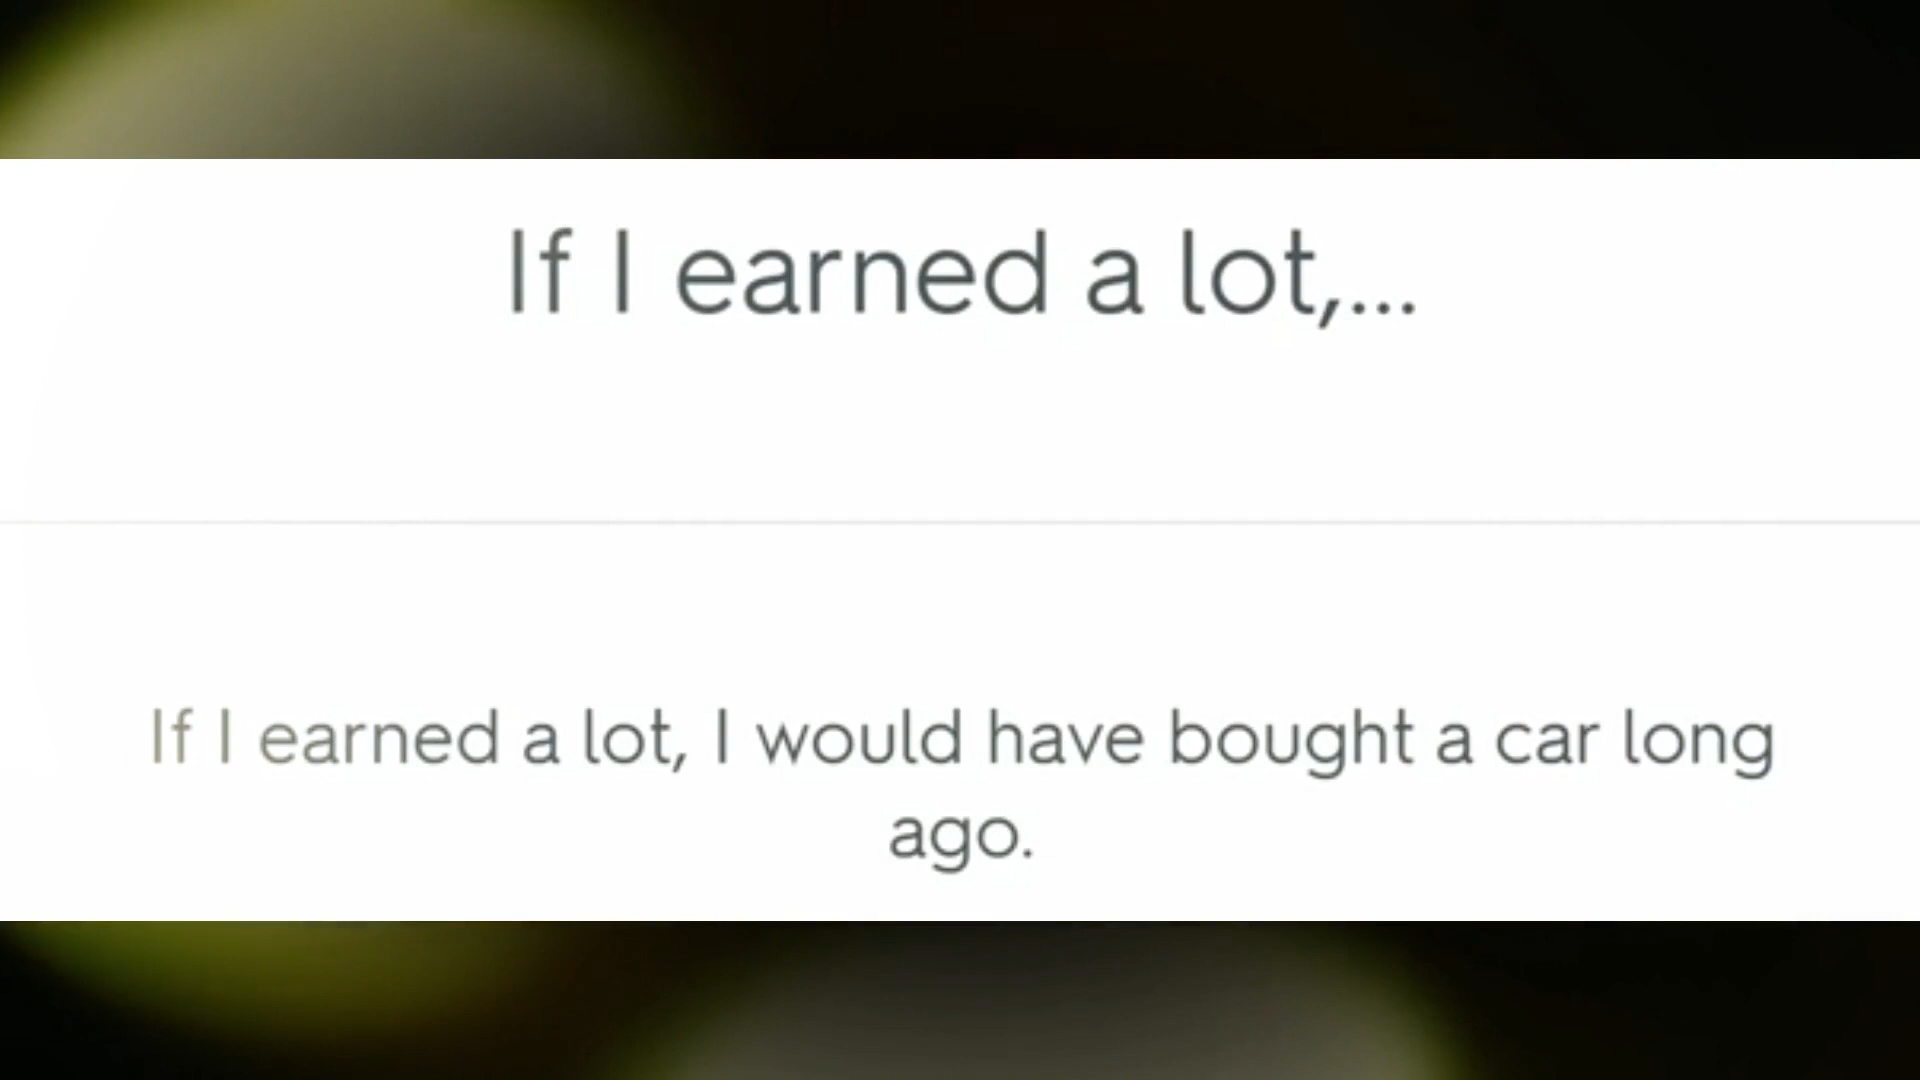 If I earned a lot,...
If I earned a lot, I would have bought a car long
ago.